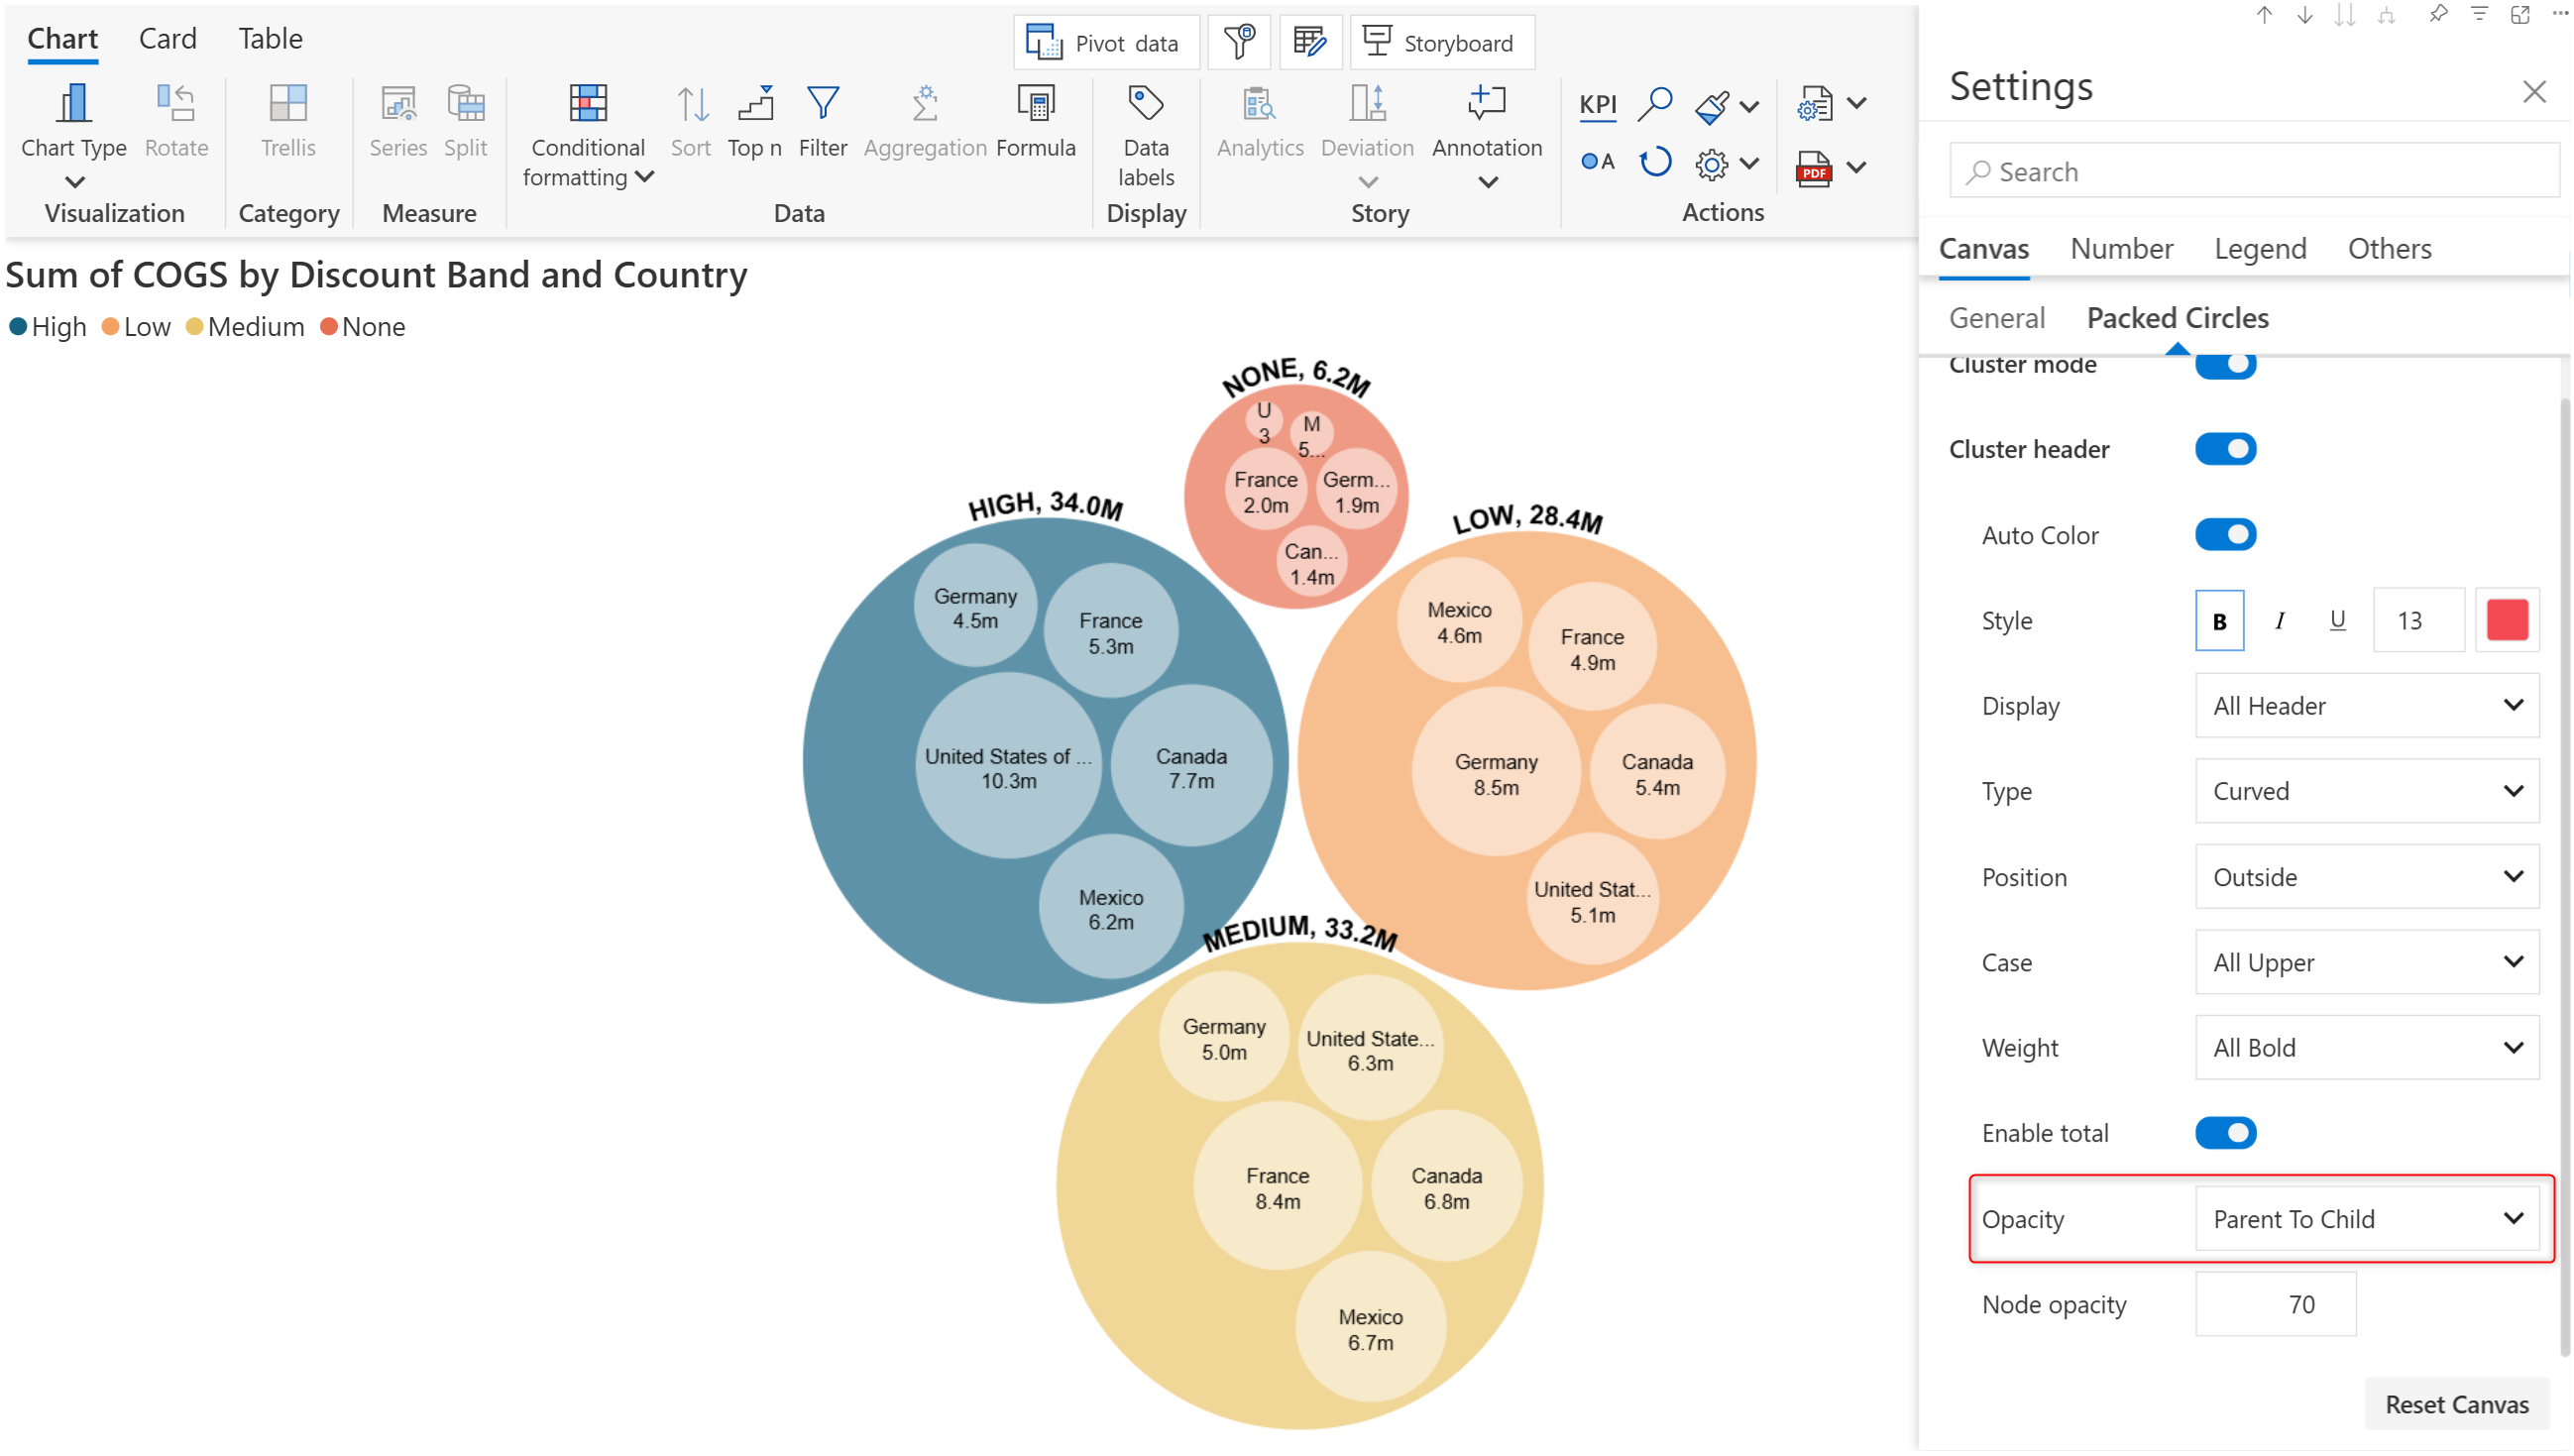 Chart Card Table
Pivot data
Storyboard
Chart Type
Rotate
Trellis
Series
Split
Conditional formatting
Sort
Top n
Filter
Aggregation
Formula
Data labels
Analytics
Deviation
Annotation
KPI
A
PDF
Visualization
Category
Measure
Data
Display
Story
Actions
Sum of COGS by Discount Band and Country
High Low Medium None
NONE, 6.2M
U
3
M
5...
France
2.0m
Germ...
1.9m
Can...
1.4m
HIGH, 34.0M
Germany
4.5m
France
5.3m
United States of ...
10.3m
Canada
7.7m
Mexico
6.2m
LOW, 28.4M
Mexico
4.6m
France
4.9m
Germany
8.5m
Canada
5.4m
United Stat...
5.1m
MEDIUM, 33.2M
Germany
5.0m
United State...
6.3m
France
8.4m
Canada
6.8m
Mexico
6.7m
Settings
Search
Canvas Number Legend Others
General Packed Circles
Cluster mode
Cluster header
Auto Color
Style B I U 13
Display All Header
Type Curved
Position Outside
Case All Upper
Weight All Bold
Enable total
Opacity Parent To Child
Node opacity 70
Reset Canvas